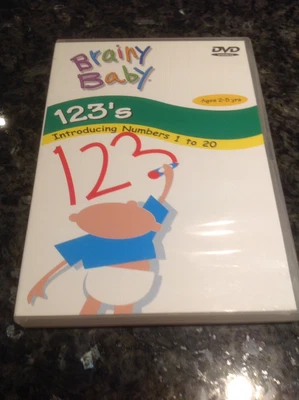 Brainy
Baby
DVD
123's
Ages 2-5 yrs
Introducing Numbers 1 to 20
123